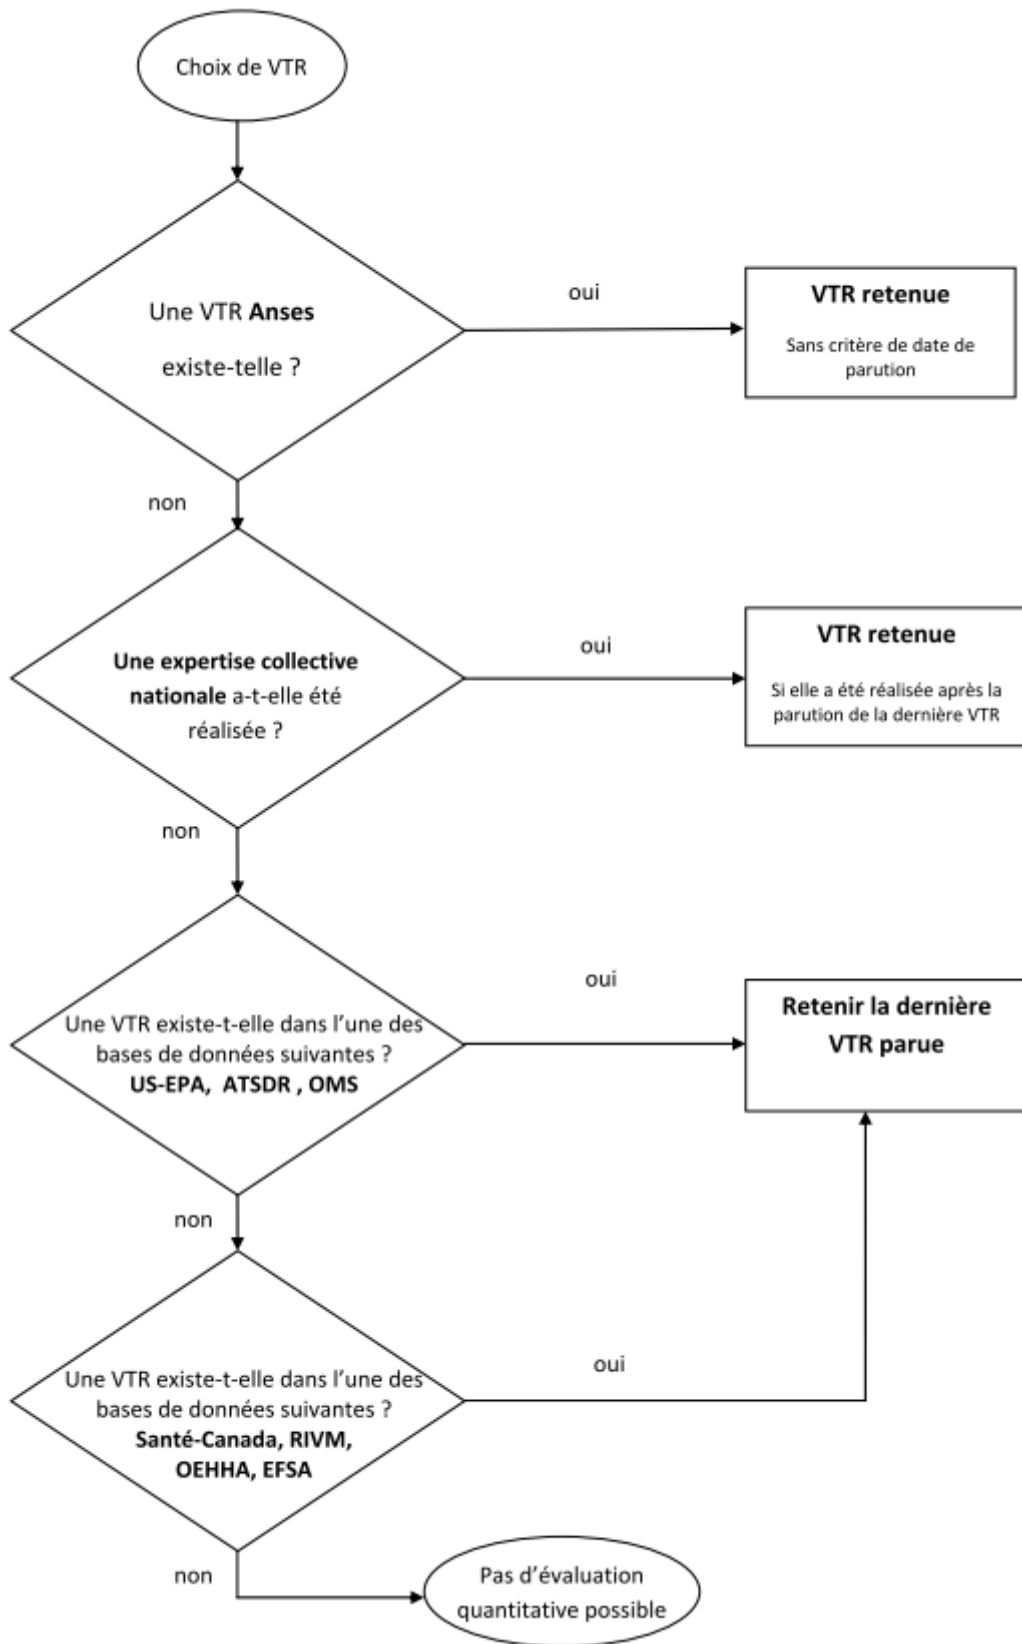 Choix de VTR
oui
Une VTR Anses
existe-telle ?
VTR retenue
Sans critère de date de
parution
non
oui
Une expertise collective
nationale a-t-elle été
réalisée ?
VTR retenue
Si elle a été réalisée après la
parution de la dernière VTR
non
oui
Une VTR existe-t-elle dans l’une des
bases de données suivantes ?
US-EPA, ATSDR , OMS
Retenir la dernière
VTR parue
non
oui
Une VTR existe-t-elle dans l’une des
bases de données suivantes ?
Santé-Canada, RIVM,
OEHHA, EFSA
non
Pas d’évaluation
quantitative possible